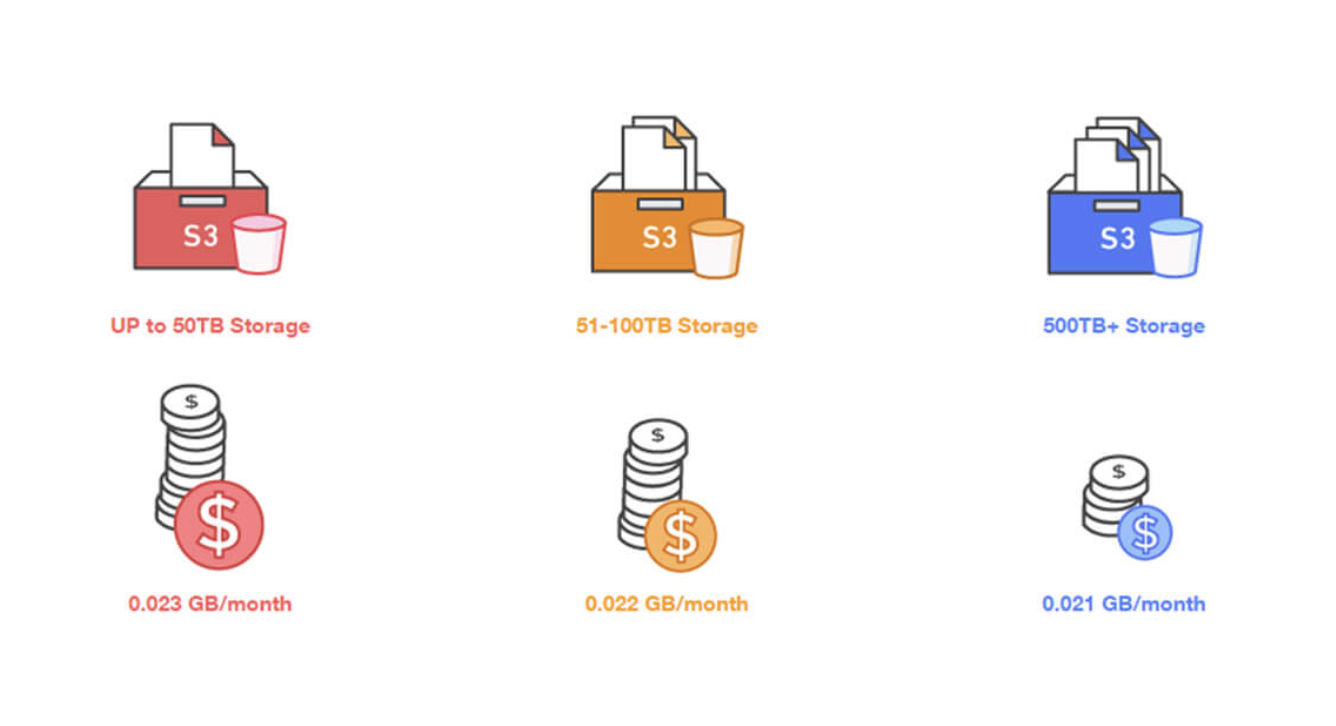 S3
S3
S3
UP to 50TB Storage
51-100TB Storage
500TB+ Storage
$
$
$
$
$
$
0.023 GB/month
0.022 GB/month
0.021 GB/month